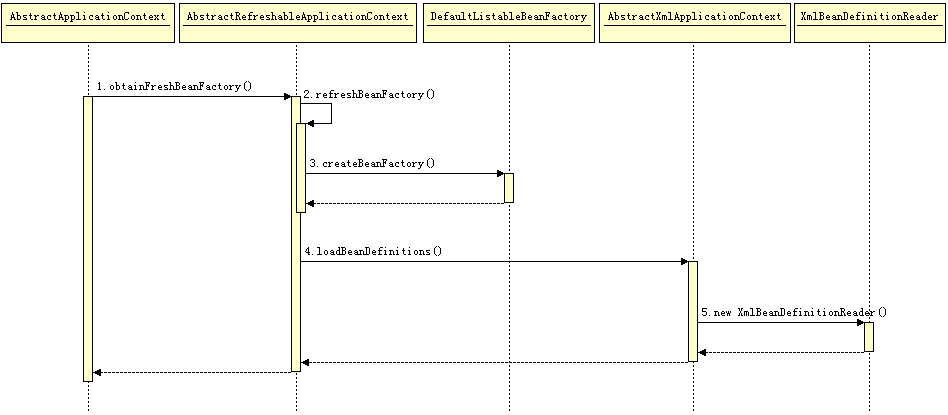 AbstractApplicationContext
AbstractRefreshableApplicationContext
DefaultListableBeanFactory
AbstractXmlApplicationContext
XmlBeanDefinitionReader
1.obtainFreshBeanFactory()
2.refreshBeanFactory()
3.createBeanFactory()
4.loadBeanDefinitions()
5.new XmlBeanDefinitionReader()